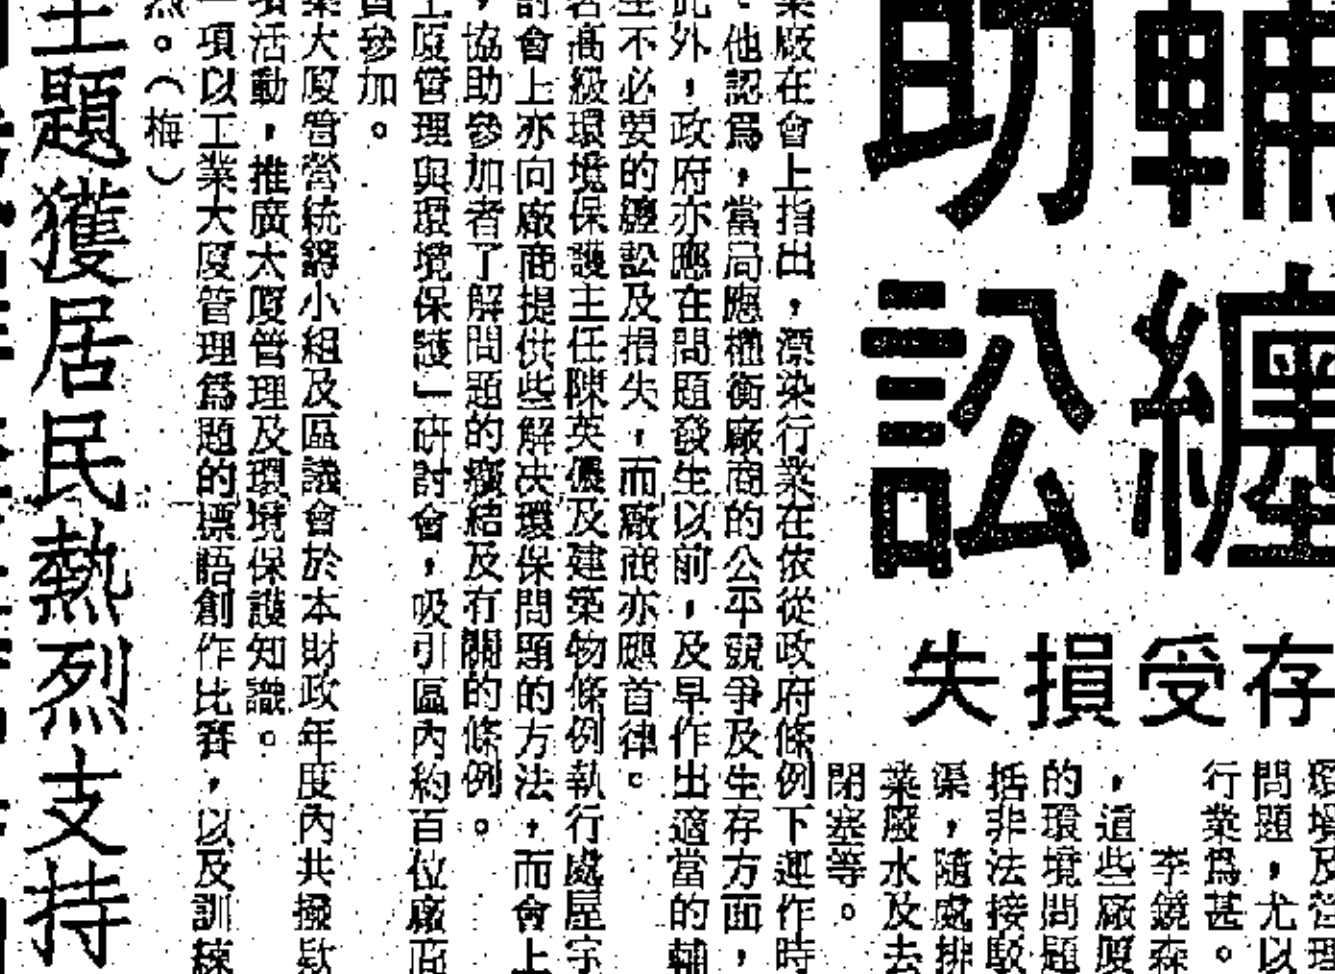 輔助
纏訟
存受損失
環境及管理
問題，尤以
行業爲甚。
李鏡森
，這些廠厦
的環境問題
括非法接駁
渠，隨處排
業廢水及去
閉塞等。
業廠在會上指出，漂染行業在依從政府條例下運作時
。他認爲，當局應權衡廠商的公平競爭及生存方面，
此外，政府亦應在問題發生以前，及早作出適當的輔
生不必要的纏訟及損失，而廠商亦應首律。
名高級環境保護主任陳英儂及建築物條例執行處屋宇
討會上亦向廠商提供些解决環保問題的方法，而會上
，協助參加者了解問題的癥結及有關的條例。
工厦管理與環境保護」研討會，吸引區內約百位廠商
員參加。
業大厦管營統籌小組及區議會於本財政年度內共撥款
項活動，推廣大厦管理及環境保護知識。
一項以工業大厦管理爲題的標語創作比賽，以及訓練
烈。（梅）
主題獲居民熱烈支持